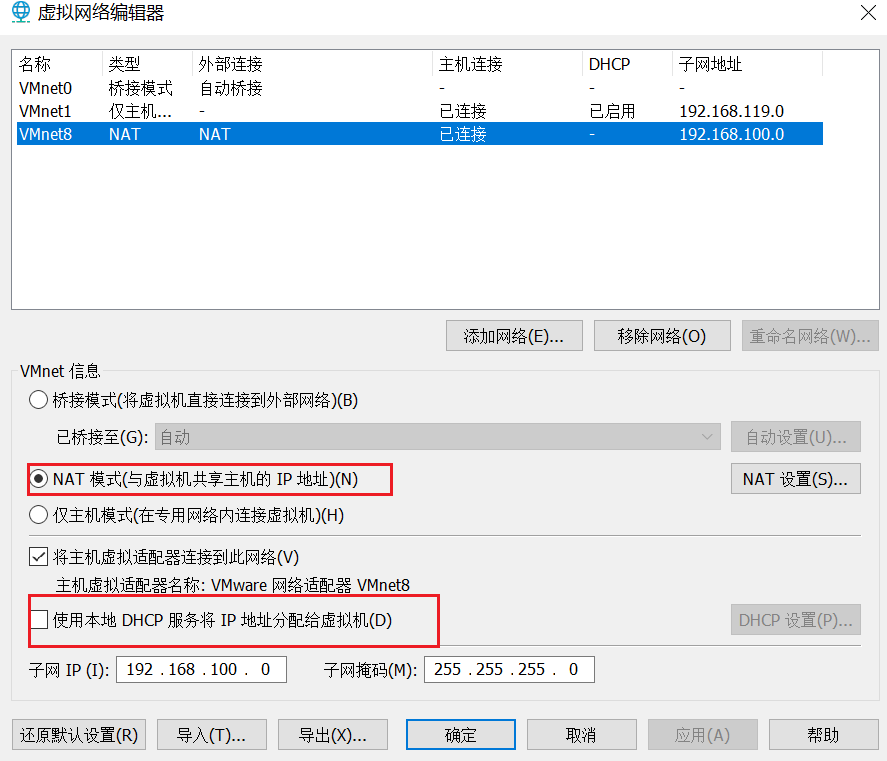 虚拟网络编辑器
名称 类型 外部连接 主机连接 DHCP 子网地址
VMnet0 桥接模式 自动桥接 - - -
VMnet1 仅主机... - 已连接 已启用 192.168.119.0
VMnet8 NAT NAT 已连接 - 192.168.100.0
添加网络(E)... 移除网络(O) 重命名网络(W)...
VMnet 信息
桥接模式(将虚拟机直接连接到外部网络)(B)
已桥接至(G): 自动 自动设置(U)...
NAT 模式(与虚拟机共享主机的 IP 地址)(N) NAT 设置(S)...
仅主机模式(在专用网络内连接虚拟机)(H)
将主机虚拟适配器连接到此网络(V)
主机虚拟适配器名称: VMware 网络适配器 VMnet8
使用本地 DHCP 服务将 IP 地址分配给虚拟机(D) DHCP 设置(P)...
子网 IP (I): 192 . 168 . 100 . 0 子网掩码(M): 255 . 255 . 255 . 0
还原默认设置(R) 导入(T)... 导出(X)... 确定 取消 应用(A) 帮助